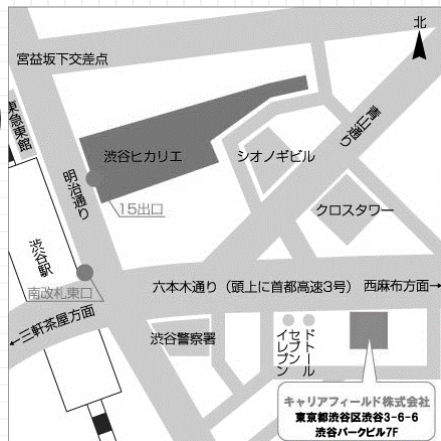 北
宮益坂下交差点
東急東館
青山通り
渋谷ヒカリエ
シオノギビル
明治通り
15出口
クロスタワー
渋谷駅
南改札東口
六本木通り（頭上に首都高速3号） 西麻布方面→
←三軒茶屋方面
渋谷警察署
セブン
イレブン
ドトール
キャリアフィールド株式会社
東京都渋谷区渋谷3-6-6
渋谷パークビル7F